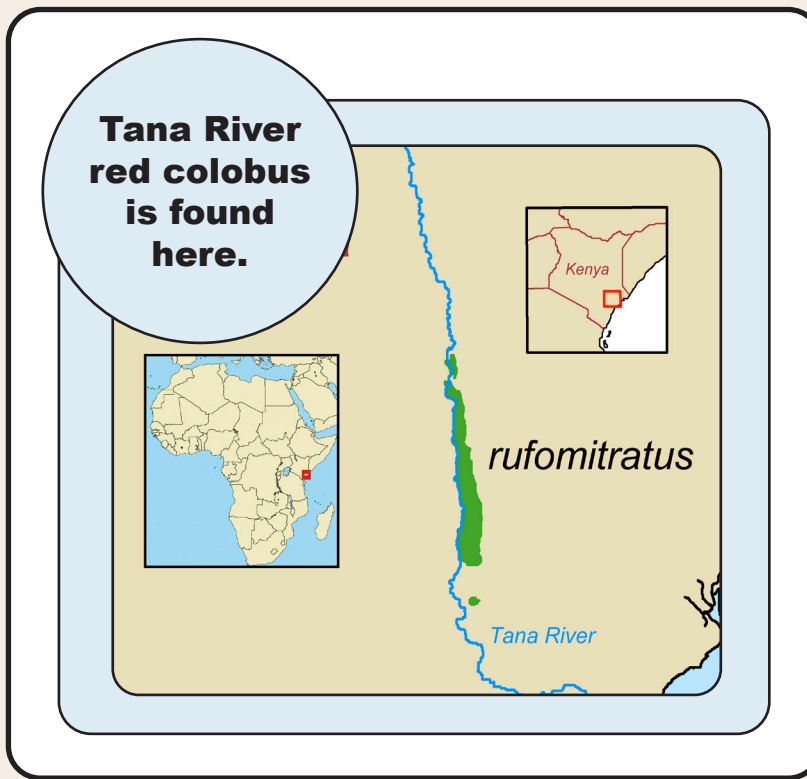 Tana River
red colobus
is found
here.
Kenya
rufomitratus
Tana River